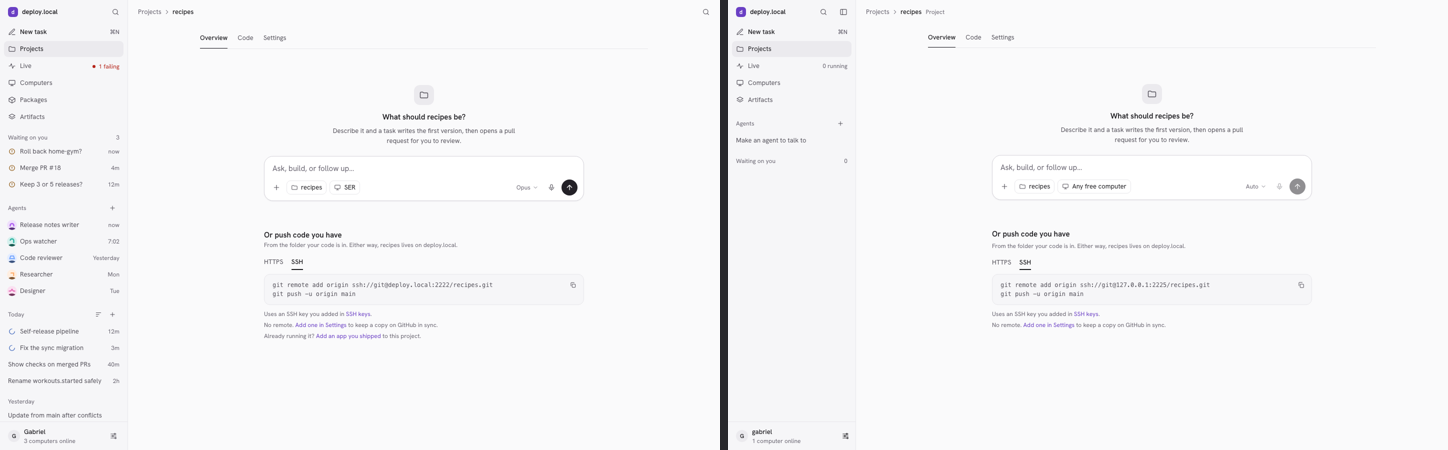 d deploy.local
New task ⌘N
Projects
Live 1 failing
Computers
Packages
Artifacts
Waiting on you 3
Roll back home-gym? now
Merge PR #18 4m
Keep 3 or 5 releases? 12m
Agents
Release notes writer now
Ops watcher 7:02
Code reviewer Yesterday
Researcher Mon
Designer Tue
Today
Self-release pipeline 12m
Fix the sync migration 3m
Show checks on merged PRs 40m
Rename workouts.started safely 2h
Yesterday
Update from main after conflicts
G Gabriel
3 computers online
Projects > recipes
Overview Code Settings
What should recipes be?
Describe it and a task writes the first version, then opens a pull
request for you to review.
Ask, build, or follow up...
recipes SER Opus
Or push code you have
From the folder your code is in. Either way, recipes lives on deploy.local.
HTTPS SSH
git remote add origin ssh://git@deploy.local:2222/recipes.git
git push -u origin main
Uses an SSH key you added in SSH keys.
No remote. Add one in Settings to keep a copy on GitHub in sync.
Already running it? Add an app you shipped to this project.
d deploy.local
New task ⌘N
Projects
Live 0 running
Computers
Artifacts
Agents
Make an agent to talk to
Waiting on you 0
G gabriel
1 computer online
Projects > recipes Project
Overview Code Settings
What should recipes be?
Describe it and a task writes the first version, then opens a pull
request for you to review.
Ask, build, or follow up...
recipes Any free computer Auto
Or push code you have
From the folder your code is in. Either way, recipes lives on deploy.local.
HTTPS SSH
git remote add origin ssh://git@127.0.0.1:2225/recipes.git
git push -u origin main
Uses an SSH key you added in SSH keys.
No remote. Add one in Settings to keep a copy on GitHub in sync.